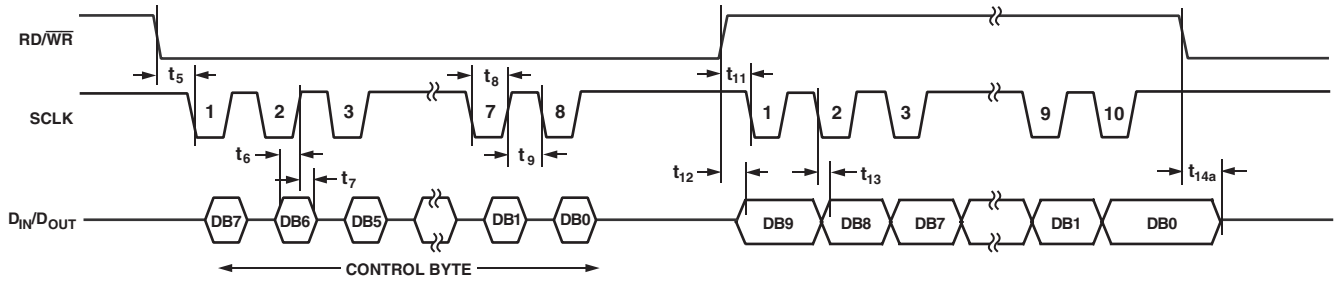 RD/WR
t5
t8
t11
SCLK
1 2 3 7 8 1 2 3 9 10
t6
t7
t9
t12
t13
t14a
DIN/DOUT
DB7 DB6 DB5 DB1 DB0 DB9 DB8 DB7 DB1 DB0
CONTROL BYTE